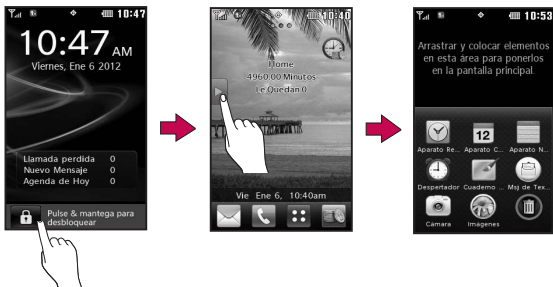 10:47
10:47 AM
Viernes, Ene 6 2012
Llamada perdida 0
Nuevo Mensaje 0
Agenda de Hoy 0
Pulse & mantega para
desbloquear
10:40
Home
4960.00 Minutos
Le Quedan 0
Vie Ene 6, 10:40am
10:53
Arrastrar y colocar elementos
en esta área para ponerlos
en la pantalla principal.
12
Aparato Re... Aparato C... Aparato N...
Despertador Cuaderno ... Msj de Tex...
Cámara Imágenes